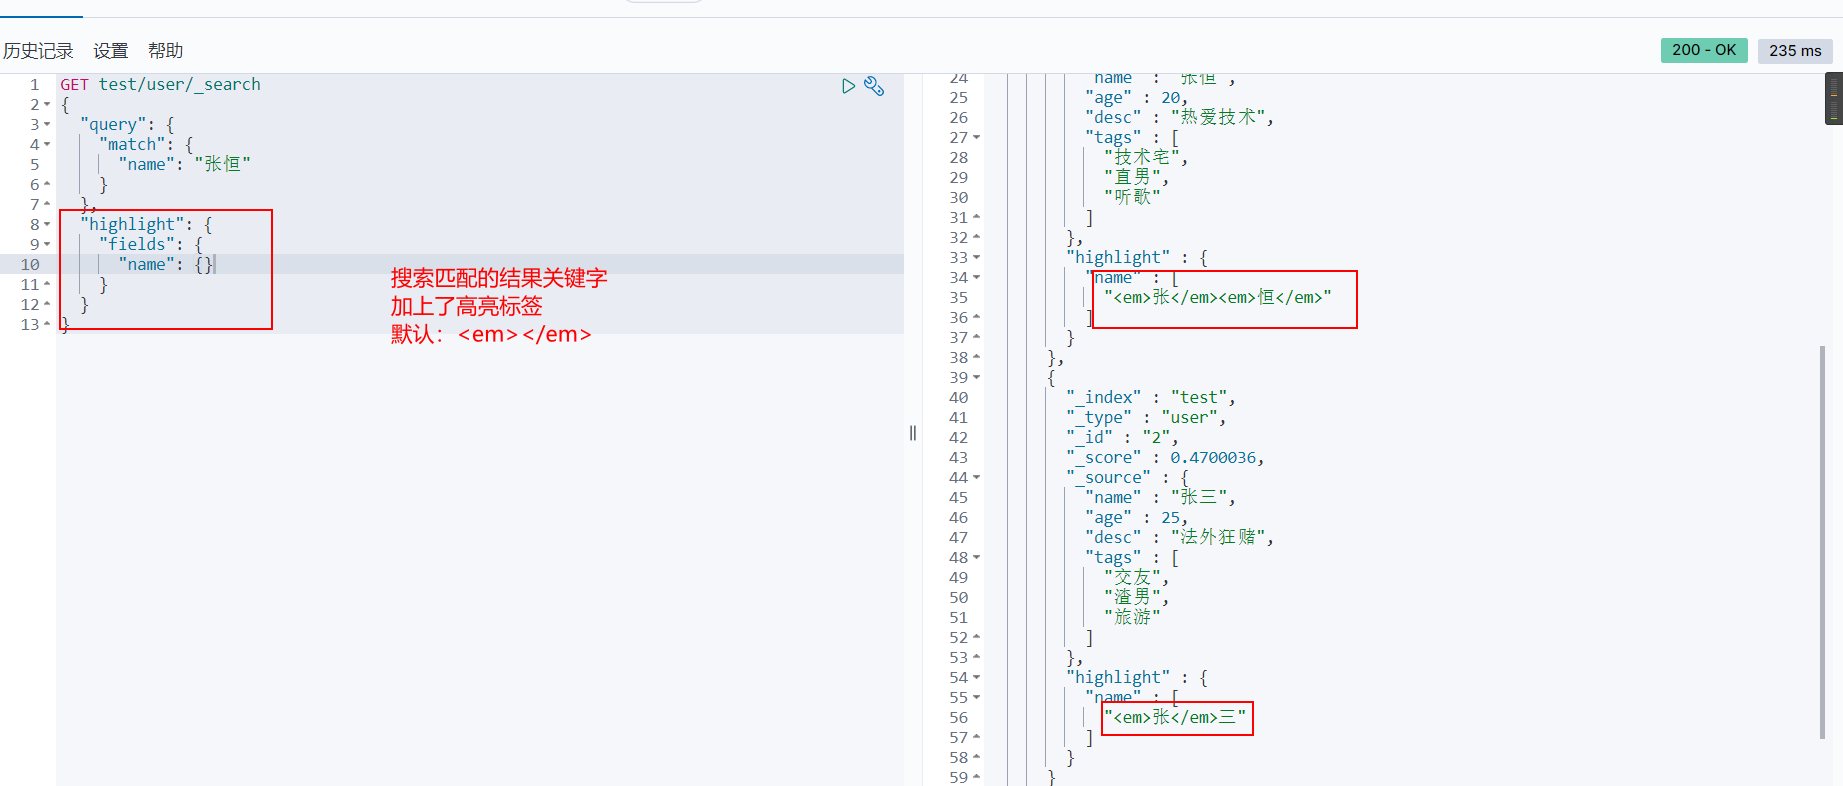 历史记录 设置 帮助
200 - OK
235 ms
1 GET test/user/_search
2 {
3 "query": {
4 "match": {
5 "name": "张恒"
6 }
7 },
8 "highlight": {
9 "fields": {
10 "name": {}
11 }
12 }
13 }
搜索匹配的结果关键字
加上了高亮标签
默认：<em></em>
24 "name" : "张恒",
25 "age" : 20,
26 "desc" : "热爱技术",
27 "tags" : [
28 "技术宅",
29 "直男",
30 "听歌"
31 ]
32 },
33 "highlight" : {
34 "name" : [
35 "<em>张</em><em>恒</em>"
36 ]
37 }
38 },
39 {
40 "_index" : "test",
41 "_type" : "user",
42 "_id" : "2",
43 "_score" : 0.4700036,
44 "_source" : {
45 "name" : "张三",
46 "age" : 25,
47 "desc" : "法外狂赌",
48 "tags" : [
49 "交友",
50 "渣男",
51 "旅游"
52 ]
53 },
54 "highlight" : {
55 "name" : [
56 "<em>张</em>三"
57 ]
58 }
59 }